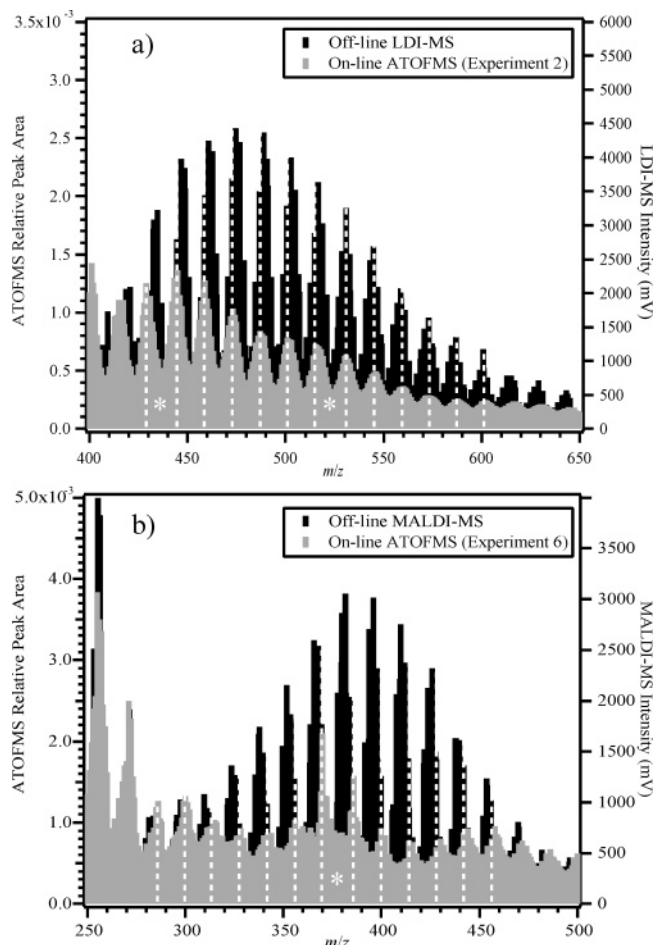 a)
Off-line LDI-MS
On-line ATOFMS (Experiment 2)
3.5x10⁻³
3.0
2.5
2.0
1.5
1.0
0.5
0.0
ATOFMS Relative Peak Area
6000
5500
5000
4500
4000
3500
3000
2500
2000
1500
1000
500
0
LDI-MS Intensity (mV)
* *
400 450 500 550 600 650
m/z
b)
Off-line MALDI-MS
On-line ATOFMS (Experiment 6)
5.0x10⁻³
4.0
3.0
2.0
1.0
0.0
ATOFMS Relative Peak Area
3500
3000
2500
2000
1500
1000
500
0
MALDI-MS Intensity (mV)
*
250 300 350 400 450 500
m/z